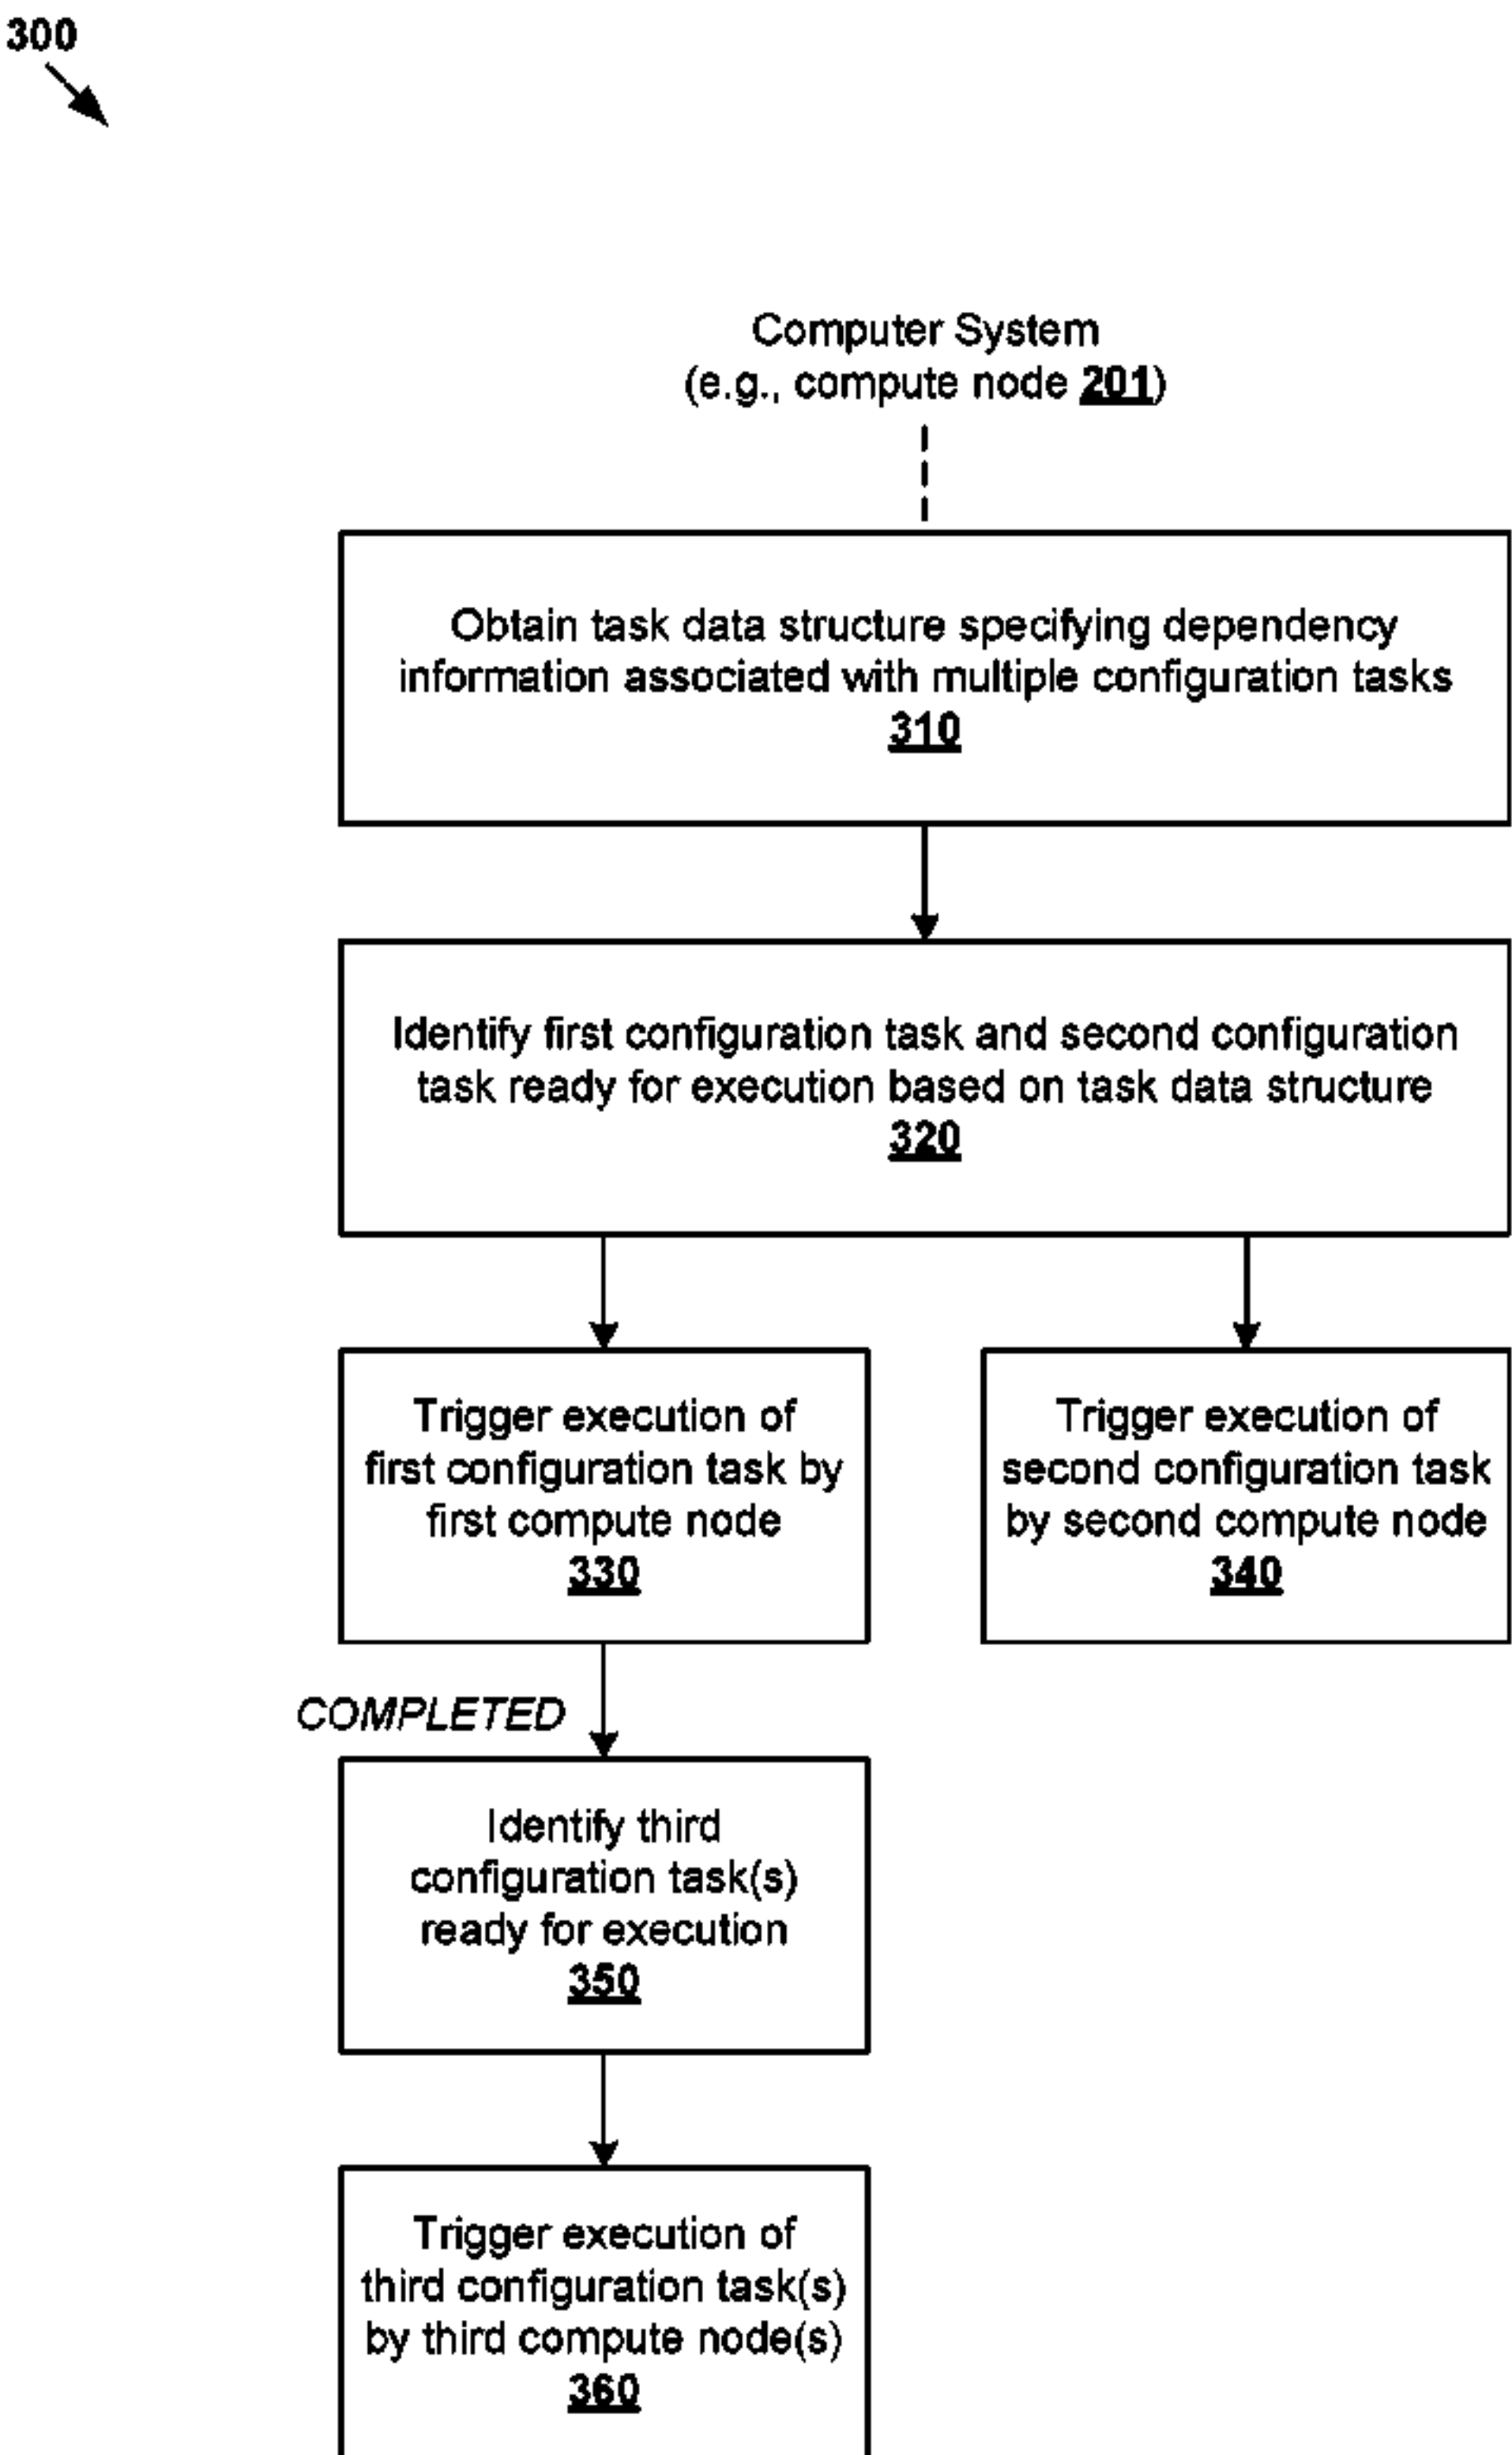 300
Computer System
(e.g., compute node 201)
Obtain task data structure specifying dependency
information associated with multiple configuration tasks
310
Identify first configuration task and second configuration
task ready for execution based on task data structure
320
Trigger execution of
first configuration task by
first compute node
330
Trigger execution of
second configuration task
by second compute node
340
COMPLETED
Identify third
configuration task(s)
ready for execution
350
Trigger execution of
third configuration task(s)
by third compute node(s)
360